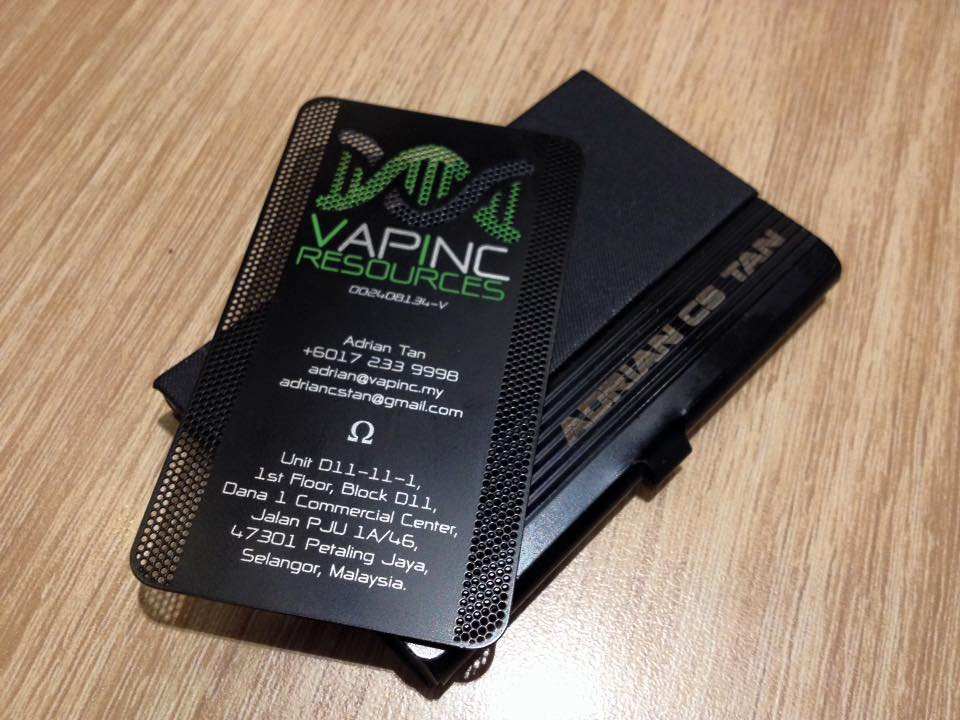 VAPINC
RESOURCES
002408134-V
Adrian Tan
+6017 233 9998
adrian@vapinc.my
adriancstan@gmail.com
Ω
Unit D11-11-1,
1st Floor, Block D11,
Dana 1 Commercial Center,
Jalan PJU 1A/46,
47301 Petaling Jaya,
Selangor, Malaysia.
ADRIAN CS TAN